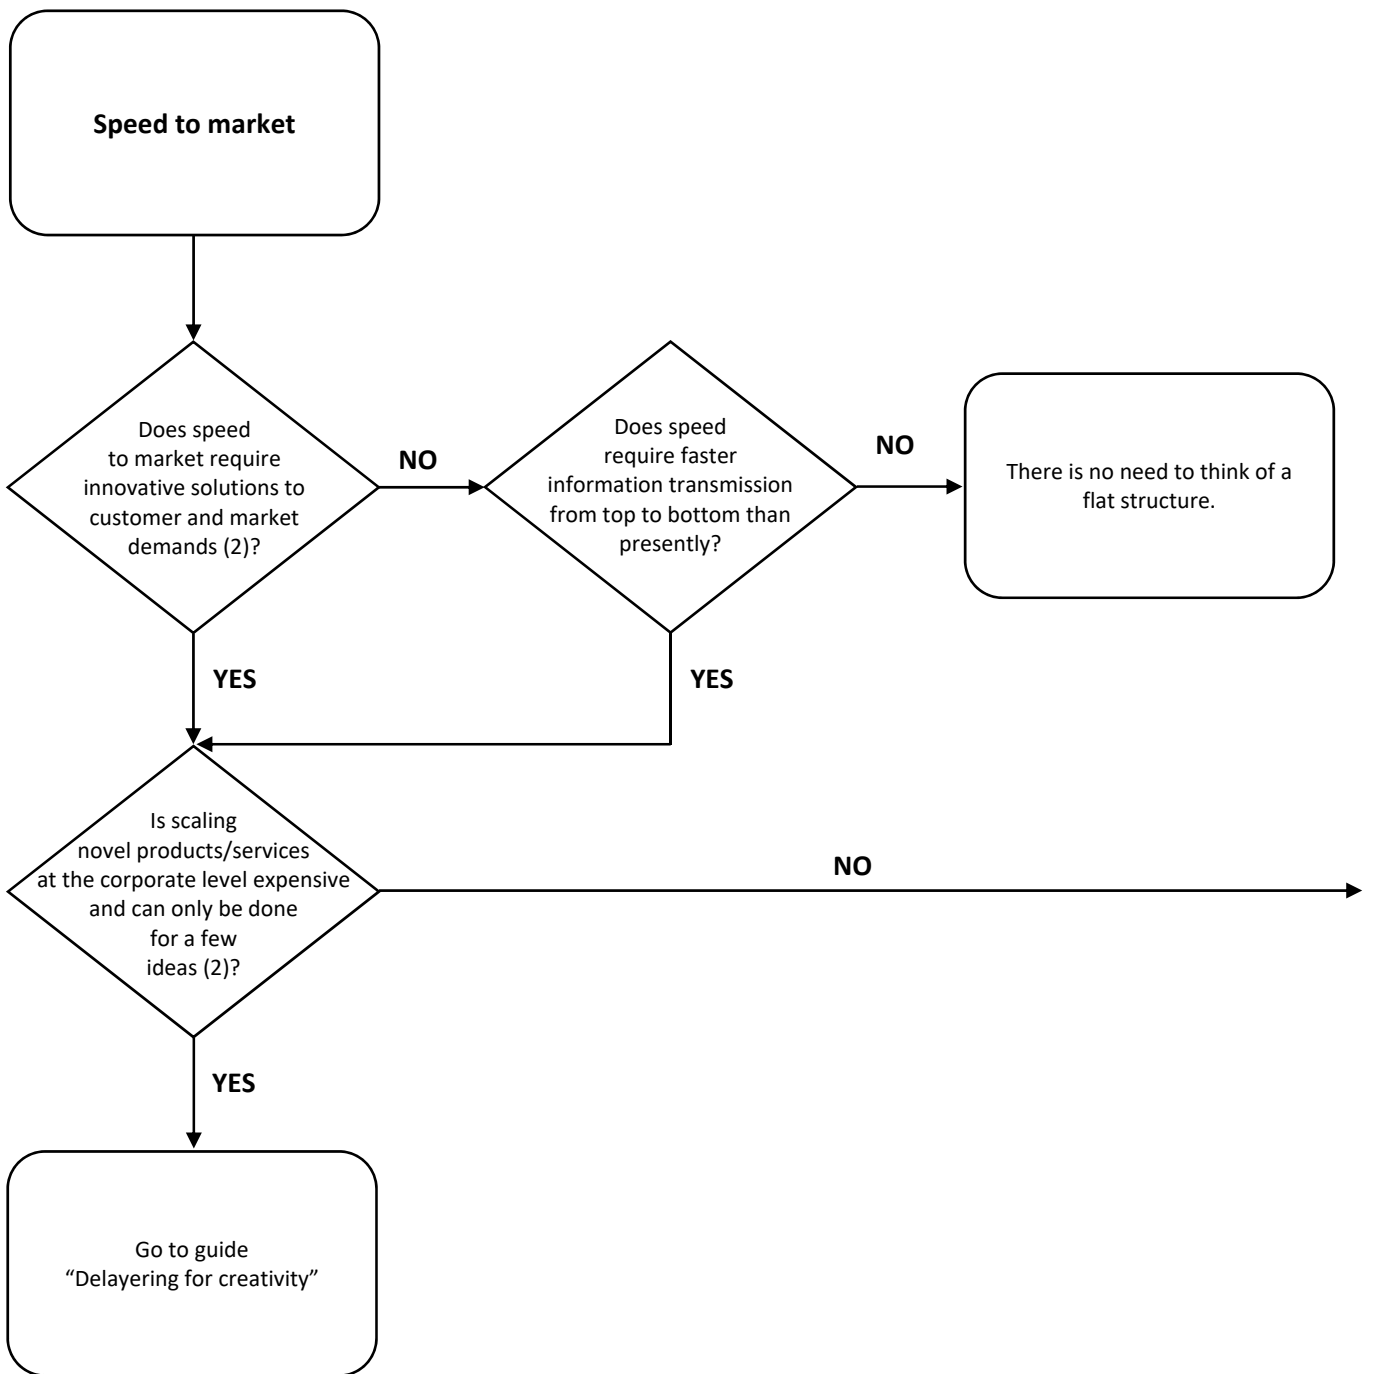 Speed to market
Does speed
to market require
innovative solutions to
customer and market
demands (2)?
NO
Does speed
require faster
information transmission
from top to bottom than
presently?
NO
There is no need to think of a
flat structure.
YES
YES
Is scaling
novel products/services
at the corporate level expensive
and can only be done
for a few
ideas (2)?
NO
YES
Go to guide
“Delayering for creativity”